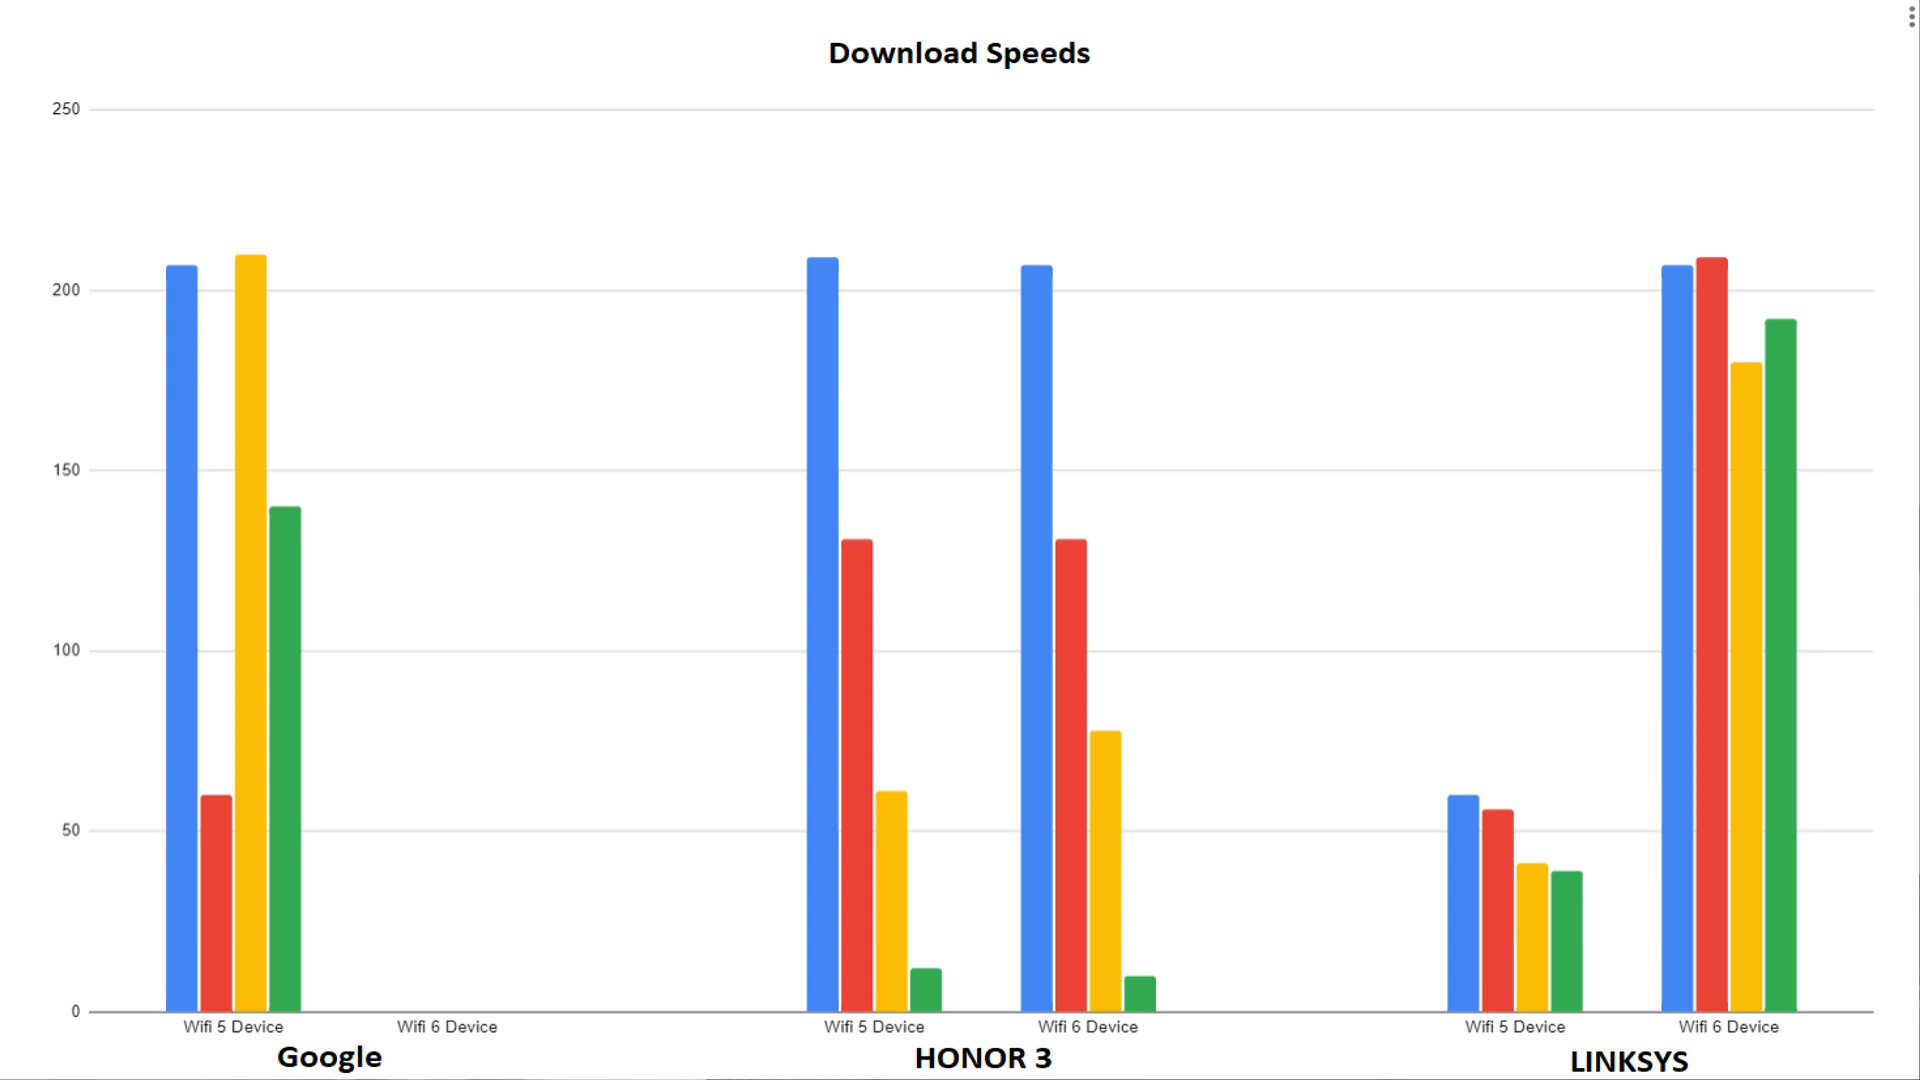 Download Speeds
250
200
150
100
50
0
Wifi 5 Device Wifi 6 Device Wifi 5 Device Wifi 6 Device Wifi 5 Device Wifi 6 Device
Google HONOR 3 LINKSYS